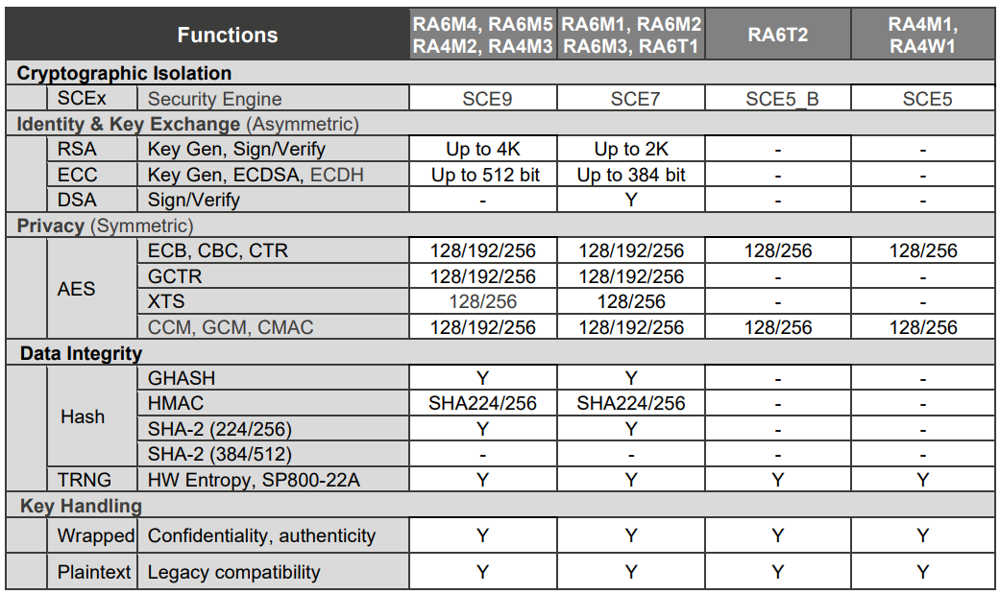 Functions RA6M4, RA6M5 RA6M1, RA6M2 RA6T2 RA4M1,
RA4M2, RA4M3 RA6M3, RA6T1 RA4W1
Cryptographic Isolation
SCEx Security Engine SCE9 SCE7 SCE5_B SCE5
Identity & Key Exchange (Asymmetric)
RSA Key Gen, Sign/Verify Up to 4K Up to 2K - -
ECC Key Gen, ECDSA, ECDH Up to 512 bit Up to 384 bit - -
DSA Sign/Verify - Y - -
Privacy (Symmetric)
AES ECB, CBC, CTR 128/192/256 128/192/256 128/256 128/256
GCTR 128/192/256 128/192/256 - -
XTS 128/256 128/256 - -
CCM, GCM, CMAC 128/192/256 128/192/256 128/256 128/256
Data Integrity
Hash GHASH Y Y - -
HMAC SHA224/256 SHA224/256 - -
SHA-2 (224/256) Y Y - -
SHA-2 (384/512) - - - -
TRNG HW Entropy, SP800-22A Y Y Y Y
Key Handling
Wrapped Confidentiality, authenticity Y Y Y Y
Plaintext Legacy compatibility Y Y Y Y